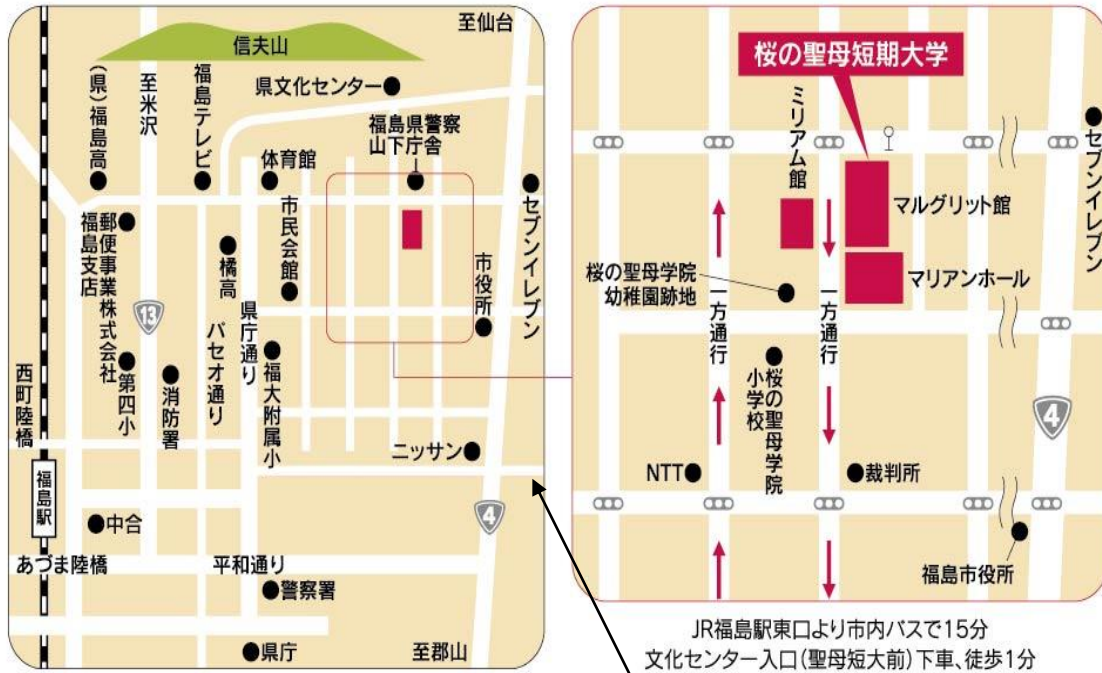 至仙台
信夫山
県文化センター
(県)福島高
至米沢
福島テレビ
体育館
福島県警察
山下庁舎
郵便事業株式会社
福島支店
橘高
市民会館
市役所
セブンイレブン
13
県庁通り
パセオ通り
第四小
消防署
福大附属小
西町陸橋
ニッサン
福島駅
4
中合
あづま陸橋
平和通り
警察署
県庁
至郡山
桜の聖母短期大学
ミリアム館
マルグリット館
マリアンホール
セブンイレブン
桜の聖母学院
幼稚園跡地
一方通行
一方通行
桜の聖母学院
小学校
4
NTT
裁判所
福島市役所
JR福島駅東口より市内バスで15分
文化センター入口(聖母短大前)下車、徒歩1分